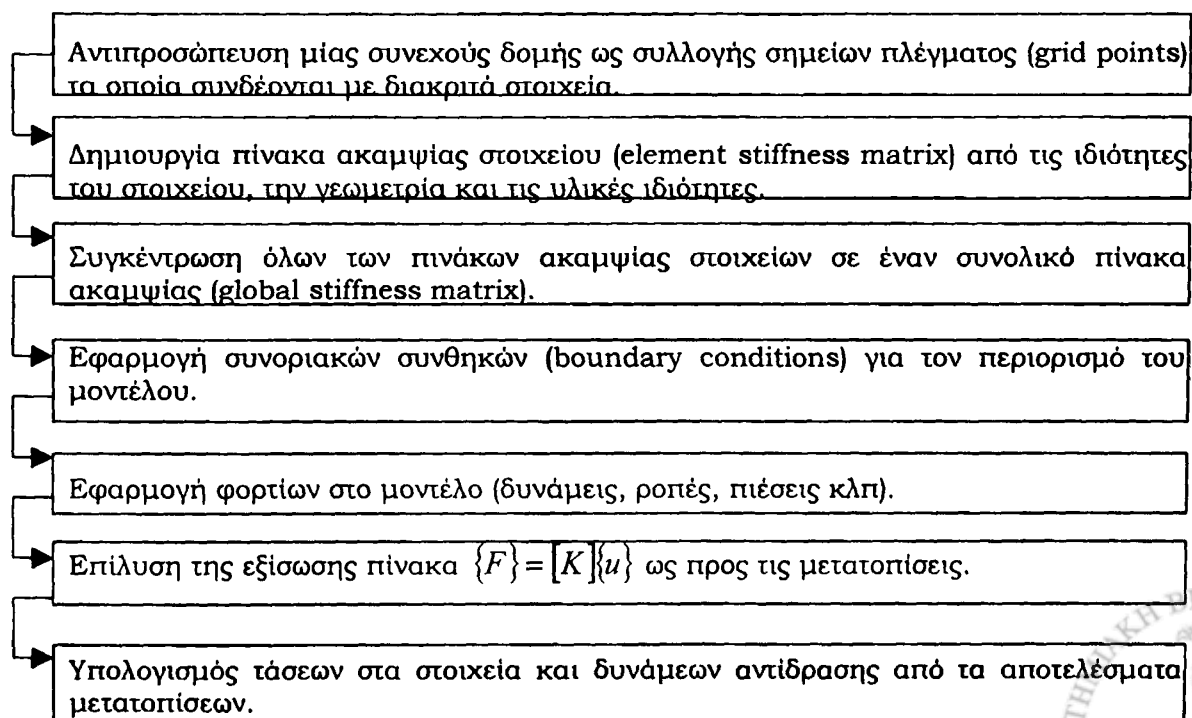 Αντιπροσώπευση μίας συνεχούς δομής ως συλλογής σημείων πλέγματος (grid points)
τα οποία συνδέονται με διακριτά στοιχεία.
Δημιουργία πίνακα ακαμψίας στοιχείου (element stiffness matrix) από τις ιδιότητες
του στοιχείου, την γεωμετρία και τις υλικές ιδιότητες.
Συγκέντρωση όλων των πινάκων ακαμψίας στοιχείων σε έναν συνολικό πίνακα
ακαμψίας (global stiffness matrix).
Εφαρμογή συνοριακών συνθηκών (boundary conditions) για τον περιορισμό του
μοντέλου.
Εφαρμογή φορτίων στο μοντέλο (δυνάμεις, ροπές, πιέσεις κλπ).
Επίλυση της εξίσωσης πίνακα {F} = [K]{u} ως προς τις μετατοπίσεις.
Υπολογισμός τάσεων στα στοιχεία και δυνάμεων αντίδρασης από τα αποτελέσματα
μετατοπίσεων.